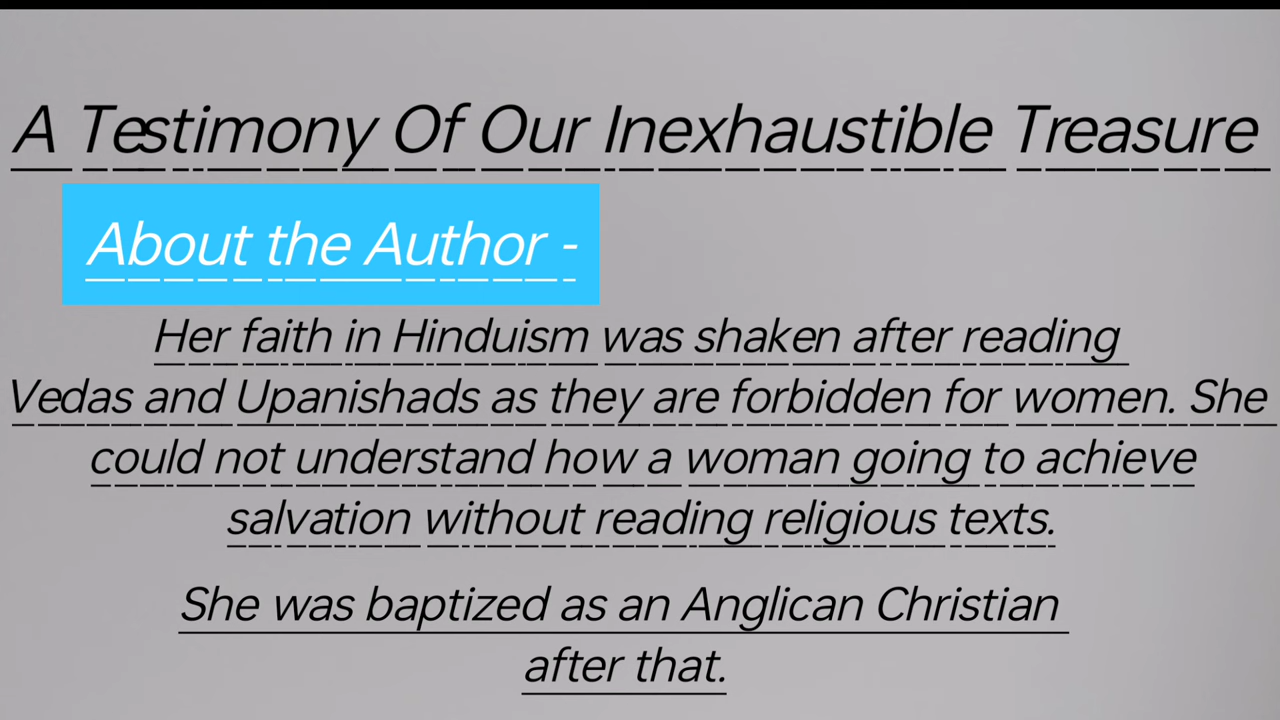 A Testimony Of Our Inexhaustible Treasure
About the Author -
Her faith in Hinduism was shaken after reading
Vedas and Upanishads as they are forbidden for women. She
could not understand how a woman going to achieve
salvation without reading religious texts.
She was baptized as an Anglican Christian
after that.